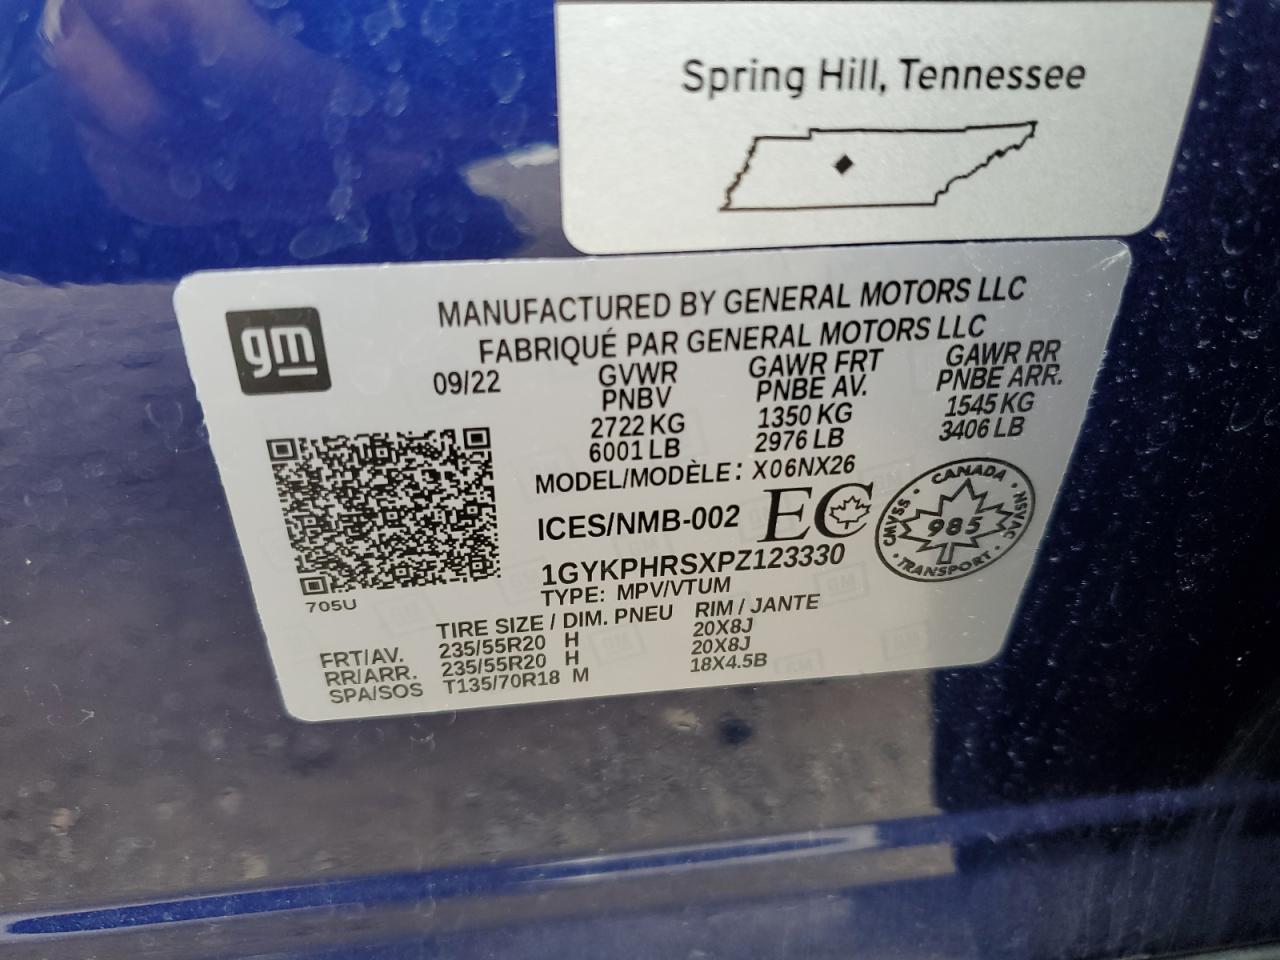 Spring Hill, Tennessee
gm
MANUFACTURED BY GENERAL MOTORS LLC
FABRIQUÉ PAR GENERAL MOTORS LLC
09/22 GVWR GAWR FRT GAWR RR
PNBV PNBE AV. PNBE ARR.
2722 KG 1350 KG 1545 KG
6001 LB 2976 LB 3406 LB
MODEL/MODÈLE: X06NX26
ICES/NMB-002 EC
CANADA
CMVSS 985 NSVAC
TRANSPORT
1GYKPHRSXPZ123330
TYPE: MPV/VTUM
705U
TIRE SIZE / DIM. PNEU RIM / JANTE
FRT/AV. 235/55R20 H 20X8J
RR/ARR. 235/55R20 H 20X8J
SPA/SOS T135/70R18 M 18X4.5B